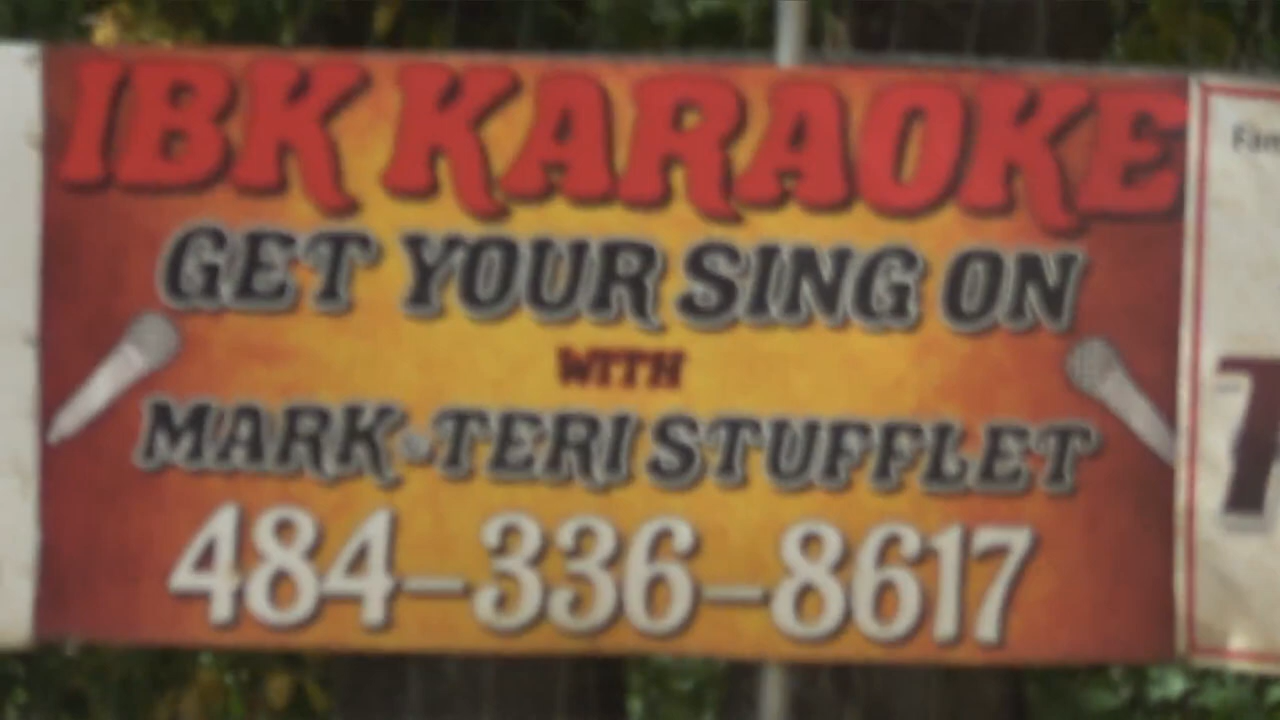 IBK KARAOKE
GET YOUR SING ON
WITH
MARK • TERI STUFFLET
484-336-8617